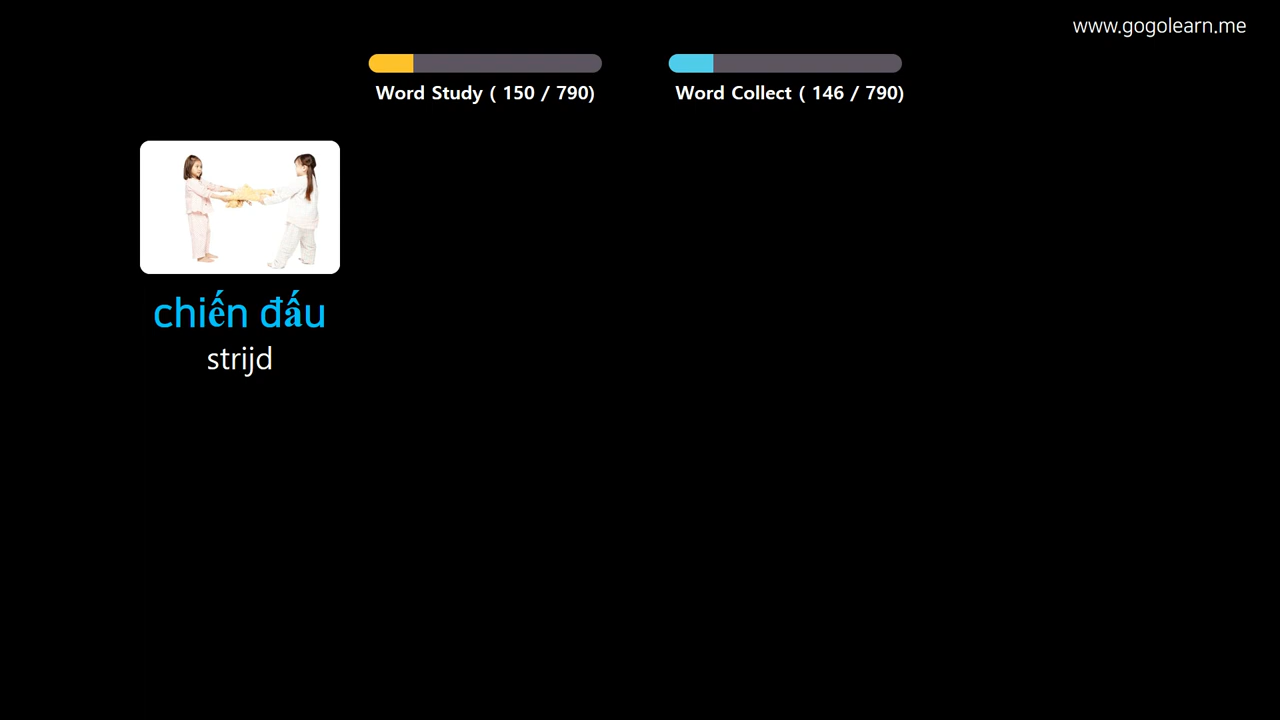 www.gogolearn.me
Word Study ( 150 / 790)
Word Collect ( 146 / 790)
chiến đấu
strijd